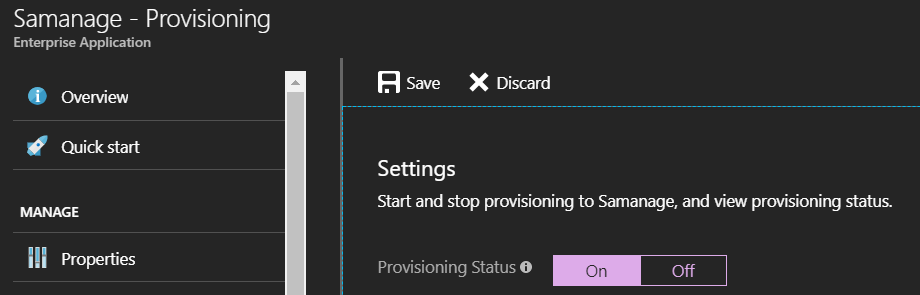 Samanage - Provisioning
Enterprise Application
Overview
Quick start
MANAGE
Properties
Save Discard
Settings
Start and stop provisioning to Samanage, and view provisioning status.
Provisioning Status On Off